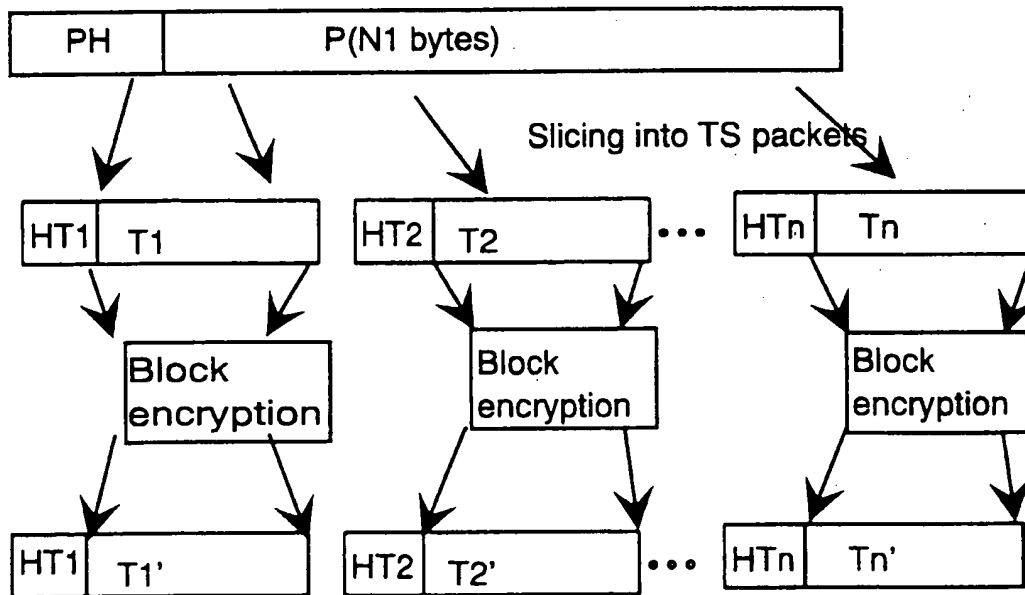 PH P(N1 bytes)
Slicing into TS packets
HT1 T1 HT2 T2 ••• HTn Tn
Block encryption
Block encryption
Block encryption
HT1 T1' HT2 T2' ••• HTn Tn'